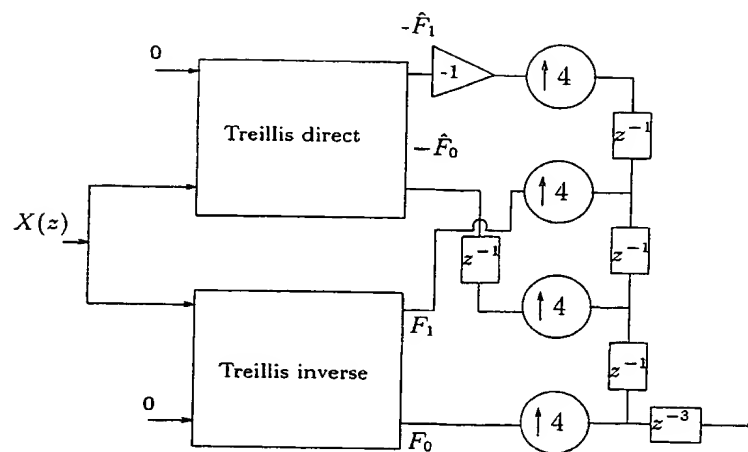 -F̂₁
0
-1
↑ 4
z⁻¹
Treillis direct
-F̂₀
↑ 4
X(z)
z⁻¹
z⁻¹
↑ 4
F₁
Treillis inverse
z⁻¹
0
F₀
↑ 4
z⁻³